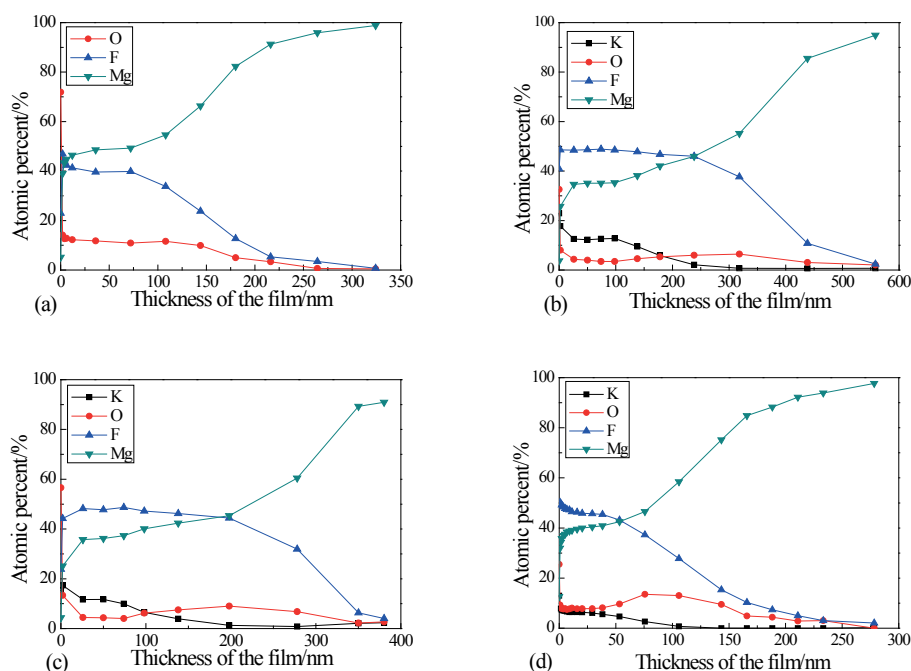 100
80
60
40
20
0
Atomic percent/%
O
F
Mg
0 50 100 150 200 250 300 350
Thickness of the film/nm
(a)
100
80
60
40
20
0
Atomic percent/%
K
O
F
Mg
0 100 200 300 400 500 600
Thickness of the film/nm
(b)
100
80
60
40
20
0
Atomic percent/%
K
O
F
Mg
0 100 200 300 400
Thickness of the film/nm
(c)
100
80
60
40
20
0
Atomic percent/%
K
O
F
Mg
0 50 100 150 200 250 300
Thickness of the film/nm
(d)